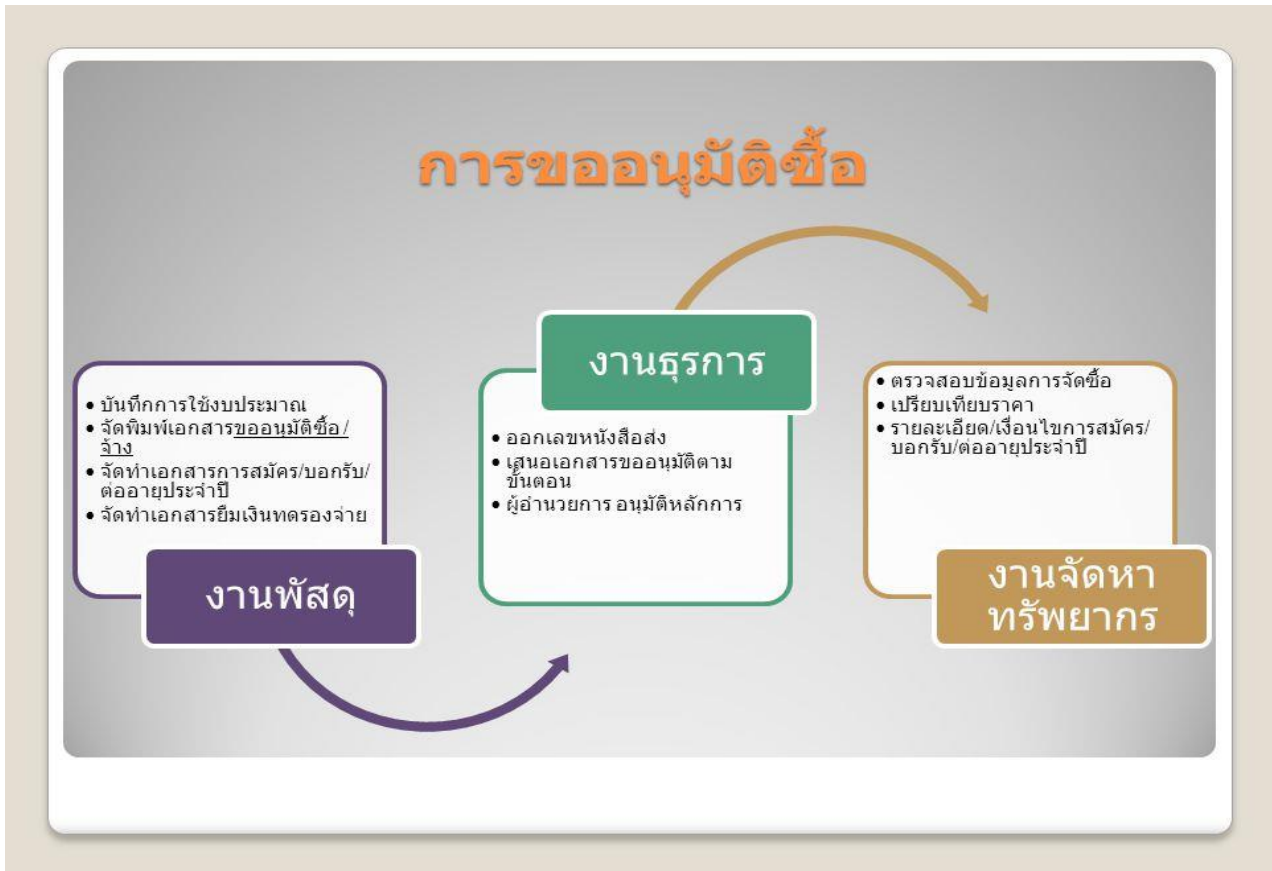 การขออนุมัติซื้อ
• บันทึกการใช้งบประมาณ
• จัดพิมพ์เอกสารขออนุมัติซื้อ/
จ้าง
• จัดทำเอกสารการสมัคร/บอกรับ/
ต่ออายุประจำปี
• จัดทำเอกสารยืมเงินทดรองจ่าย
งานพัสดุ
งานธุรการ
• ออกเลขหนังสือส่ง
• เสนอเอกสารขออนุมัติตาม
ขั้นตอน
• ผู้อำนวยการ อนุมัติหลักการ
• ตรวจสอบข้อมูลการจัดซื้อ
• เปรียบเทียบราคา
• รายละเอียด/เงื่อนไขการสมัคร/
บอกรับ/ต่ออายุประจำปี
งานจัดหา
ทรัพยากร